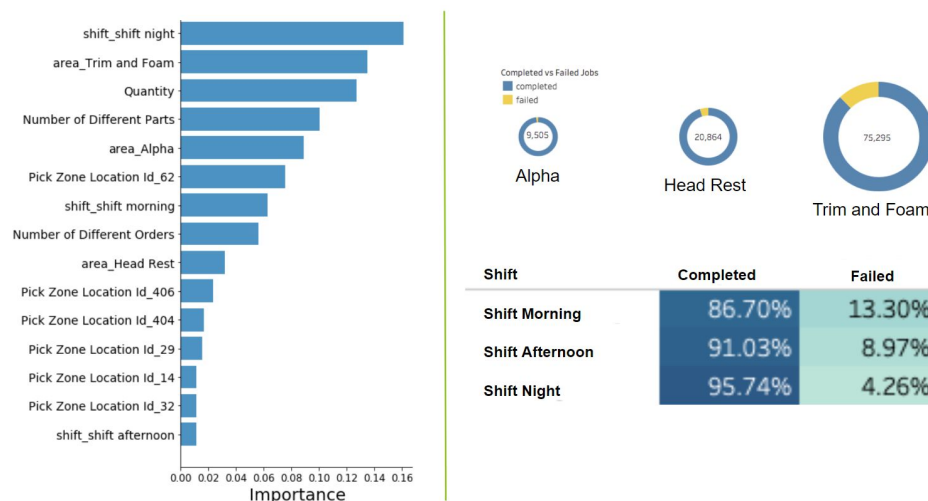 shift_shift night
area_Trim and Foam
Quantity
Number of Different Parts
area_Alpha
Pick Zone Location Id_62
shift_shift morning
Number of Different Orders
area_Head Rest
Pick Zone Location Id_406
Pick Zone Location Id_404
Pick Zone Location Id_29
Pick Zone Location Id_14
Pick Zone Location Id_32
shift_shift afternoon
0.00 0.02 0.04 0.06 0.08 0.10 0.12 0.14 0.16
Importance
Completed vs Failed Jobs
completed
failed
9,505
20,864
75,295
Alpha
Head Rest
Trim and Foam
Shift Completed Failed
Shift Morning 86.70% 13.30%
Shift Afternoon 91.03% 8.97%
Shift Night 95.74% 4.26%